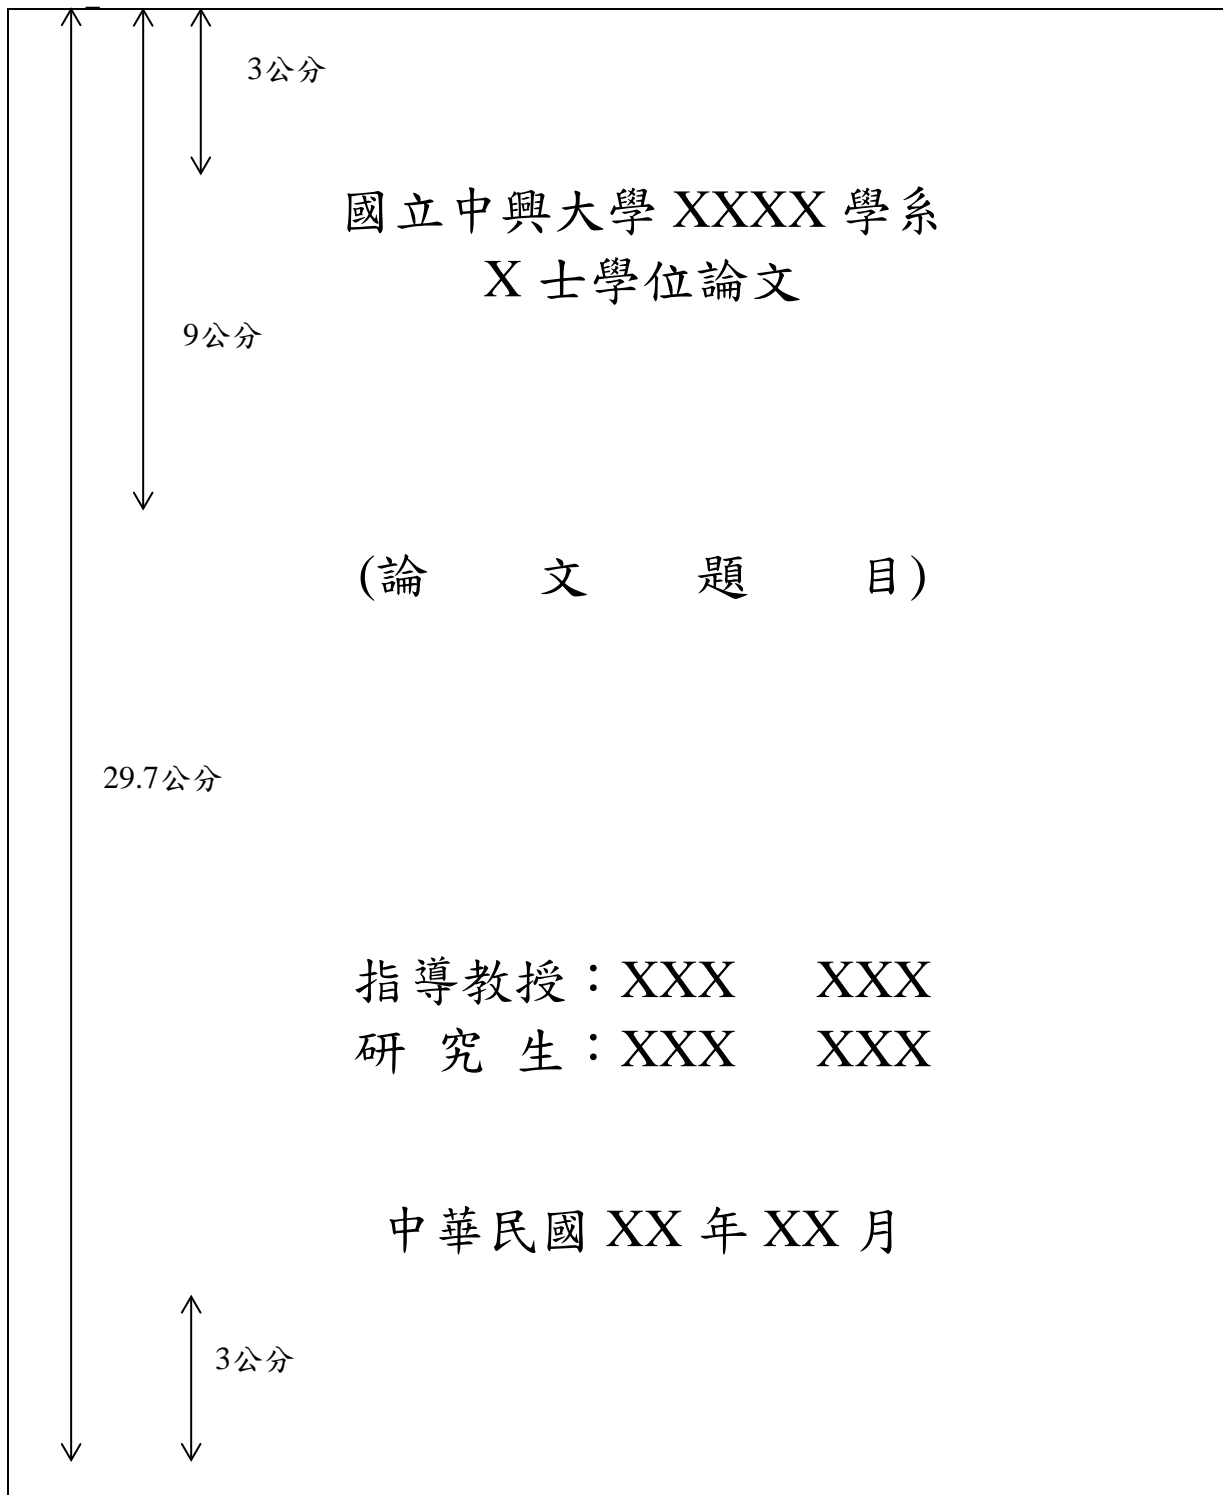 3公分
國立中興大學 XXXX 學系
X 士學位論文
9公分
(論 文 題 目)
29.7公分
指導教授：XXX XXX
研 究 生：XXX XXX
中華民國 XX 年 XX 月
3公分